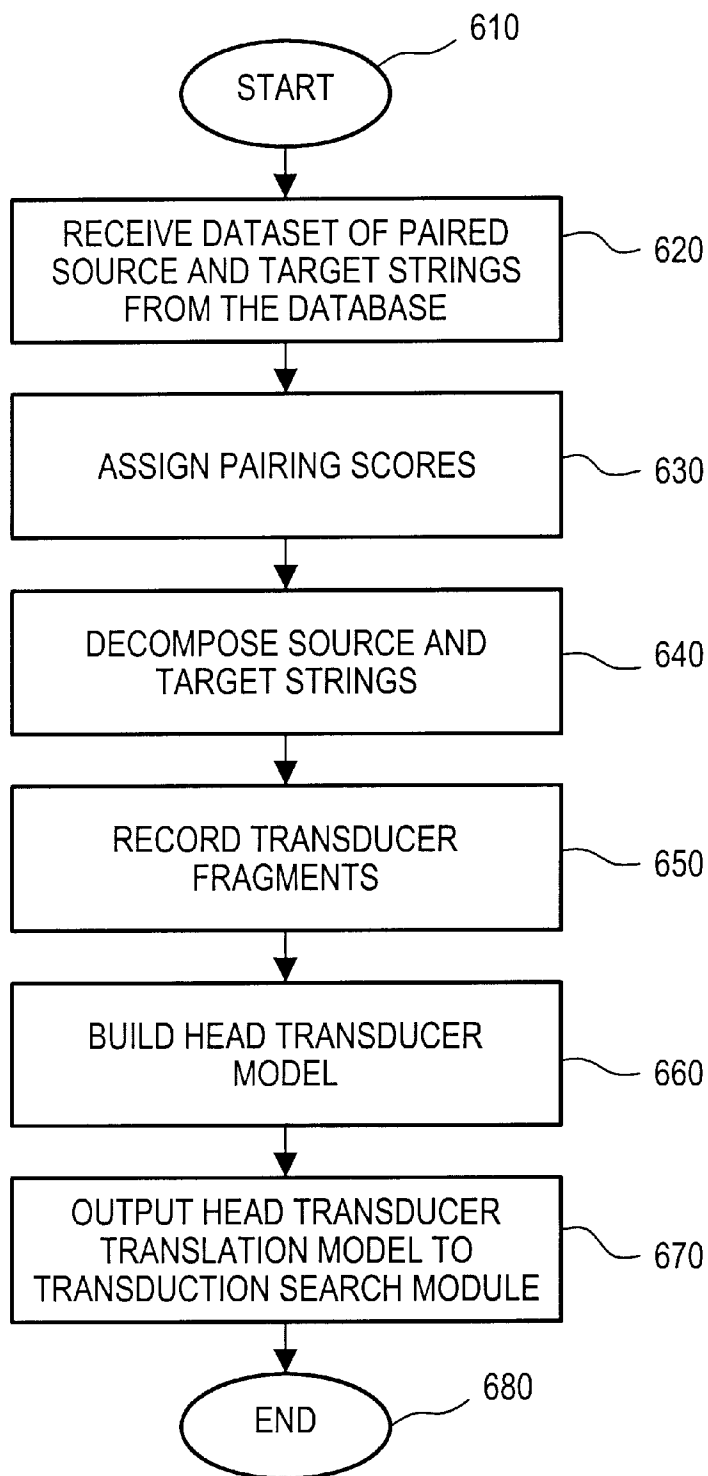 610
START
RECEIVE DATASET OF PAIRED
SOURCE AND TARGET STRINGS
FROM THE DATABASE
620
ASSIGN PAIRING SCORES
630
DECOMPOSE SOURCE AND
TARGET STRINGS
640
RECORD TRANSDUCER
FRAGMENTS
650
BUILD HEAD TRANSDUCER
MODEL
660
OUTPUT HEAD TRANSDUCER
TRANSLATION MODEL TO
TRANSDUCTION SEARCH MODULE
670
END
680